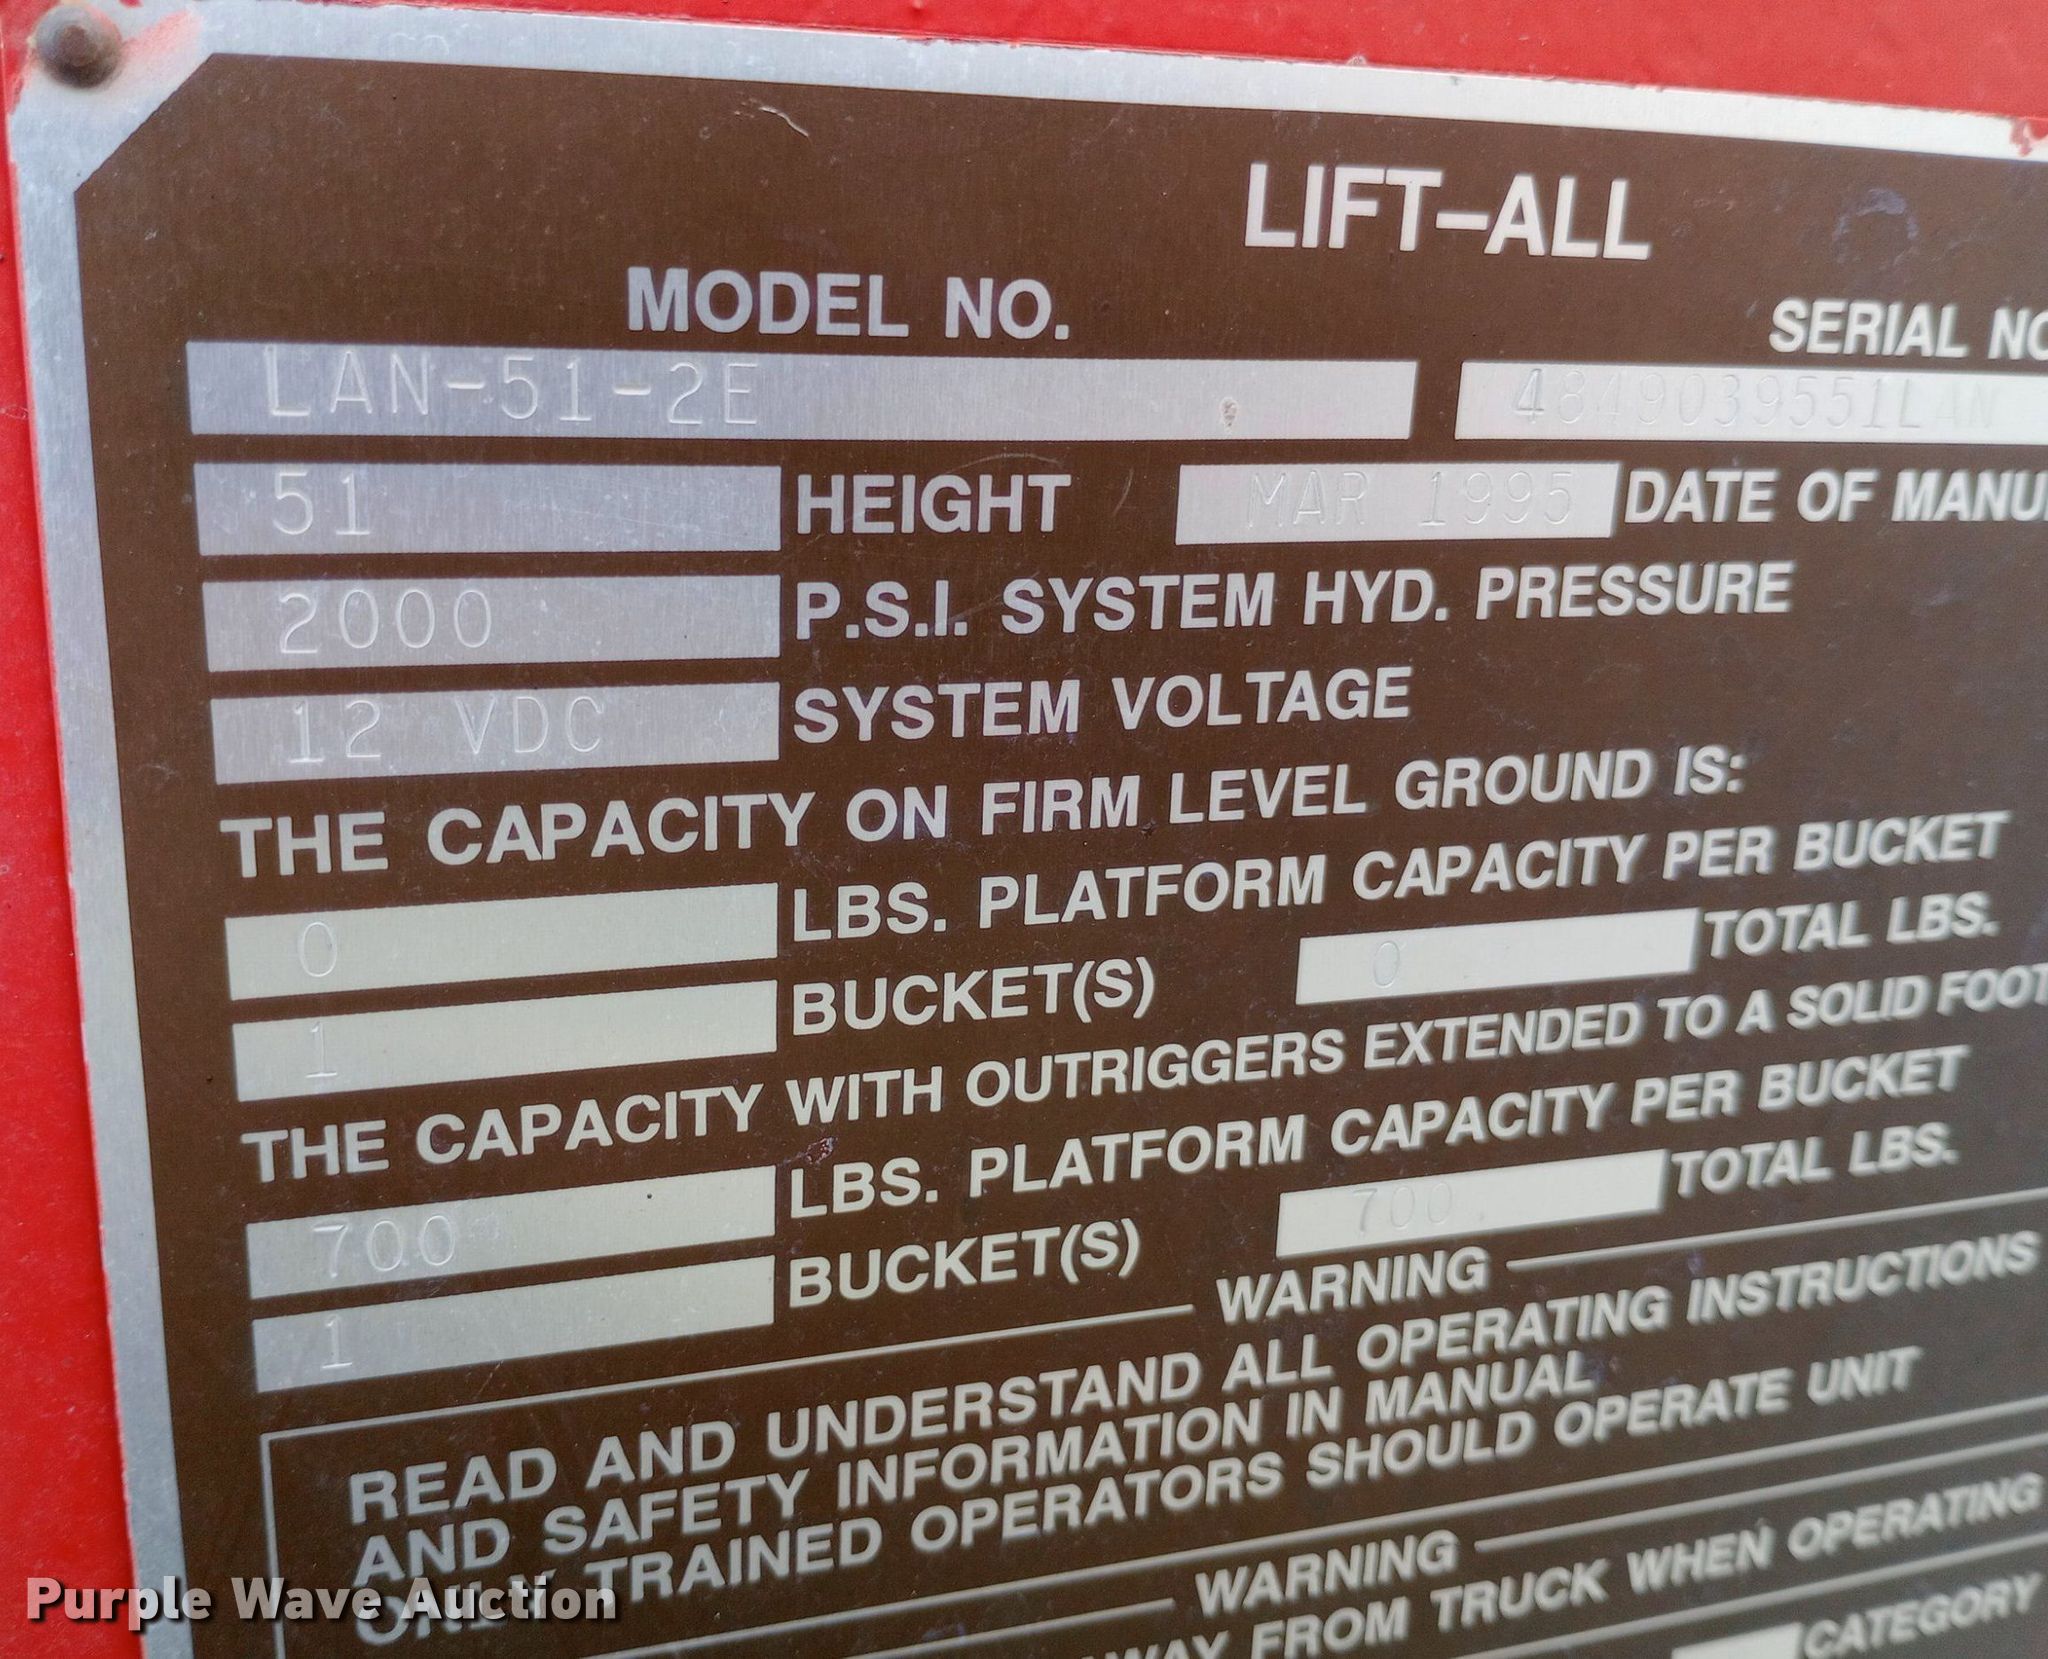 LIFT-ALL
MODEL NO. SERIAL NO
LAN-51-2E 4849039551LAN
51 HEIGHT MAR 1995 DATE OF MANU
2000 P.S.I. SYSTEM HYD. PRESSURE
12 VDC SYSTEM VOLTAGE
THE CAPACITY ON FIRM LEVEL GROUND IS:
0 LBS. PLATFORM CAPACITY PER BUCKET
1 BUCKET(S) 0 TOTAL LBS.
THE CAPACITY WITH OUTRIGGERS EXTENDED TO A SOLID FOOT
700 LBS. PLATFORM CAPACITY PER BUCKET
1 BUCKET(S) 700 TOTAL LBS.
WARNING
READ AND UNDERSTAND ALL OPERATING INSTRUCTIONS
AND SAFETY INFORMATION IN MANUAL
ONLY TRAINED OPERATORS SHOULD OPERATE UNIT
WARNING
AWAY FROM TRUCK WHEN OPERATING
CATEGORY
Purple Wave Auction